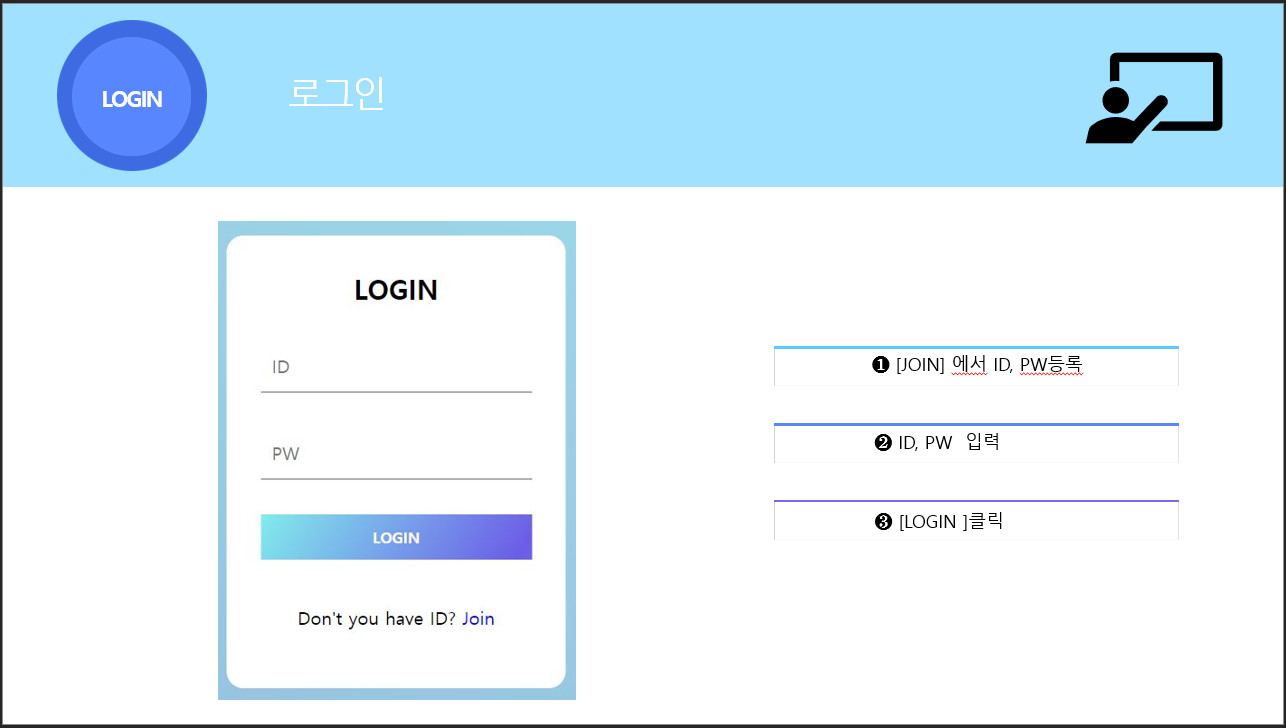 LOGIN
로그인
LOGIN
ID
PW
LOGIN
Don't you have ID? Join
❶ [JOIN] 에서 ID, PW등록
❷ ID, PW 입력
❸ [LOGIN ]클릭